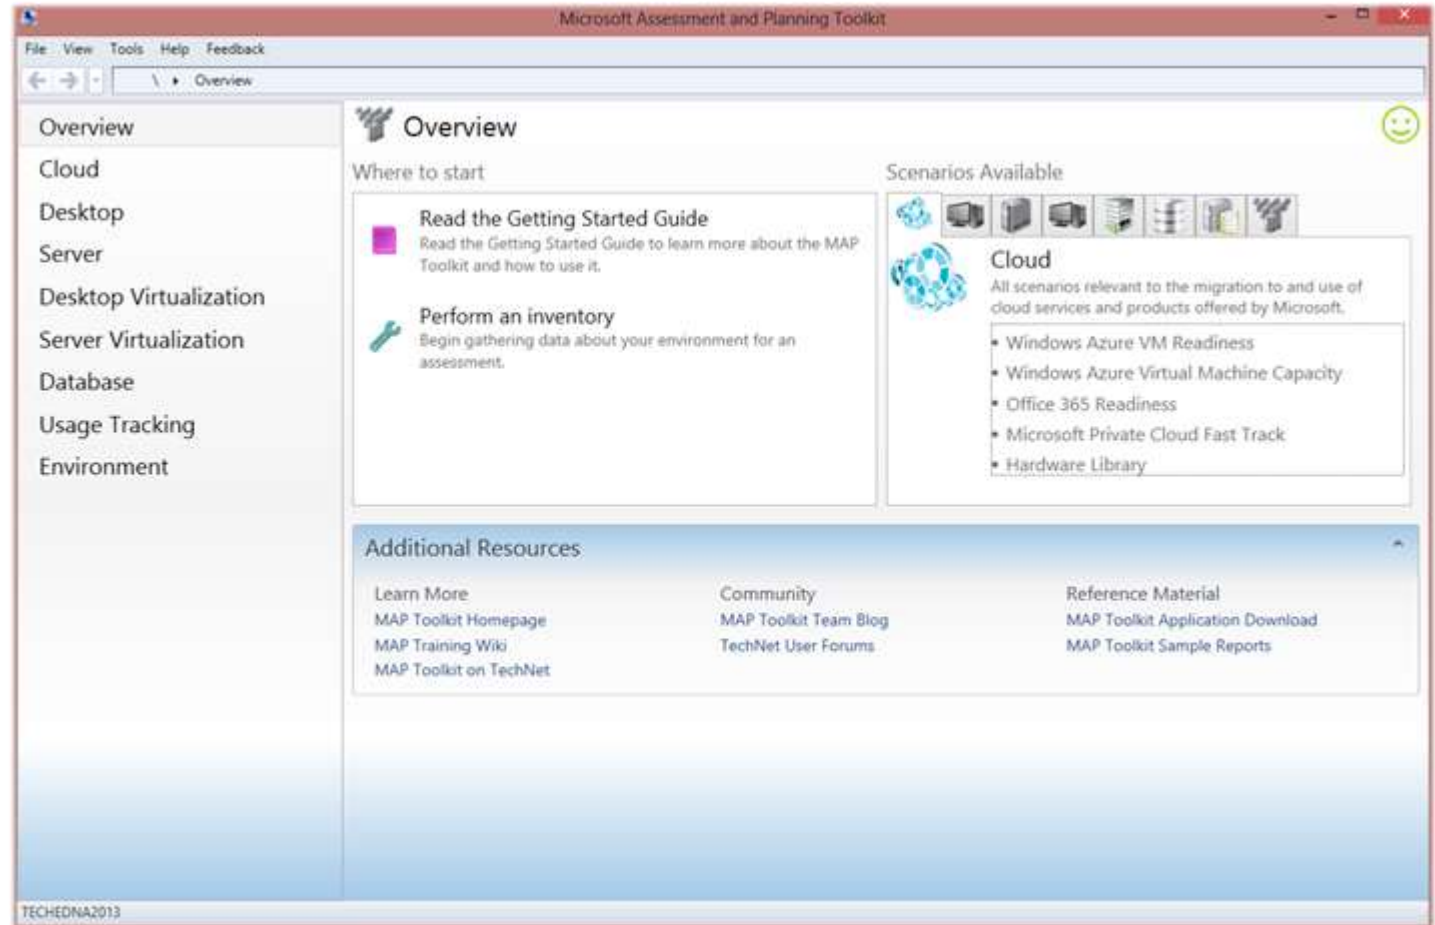 Microsoft Assessment and Planning Toolkit
File View Tools Help Feedback
\ Overview
Overview
Cloud
Desktop
Server
Desktop Virtualization
Server Virtualization
Database
Usage Tracking
Environment
Overview
Where to start
Read the Getting Started Guide
Read the Getting Started Guide to learn more about the MAP
Toolkit and how to use it.
Perform an inventory
Begin gathering data about your environment for an
assessment.
Scenarios Available
Cloud
All scenarios relevant to the migration to and use of
cloud services and products offered by Microsoft.
• Windows Azure VM Readiness
• Windows Azure Virtual Machine Capacity
• Office 365 Readiness
• Microsoft Private Cloud Fast Track
• Hardware Library
Additional Resources
Learn More
MAP Toolkit Homepage
MAP Training Wiki
MAP Toolkit on TechNet
Community
MAP Toolkit Team Blog
TechNet User Forums
Reference Material
MAP Toolkit Application Download
MAP Toolkit Sample Reports
TECHEDNA2013